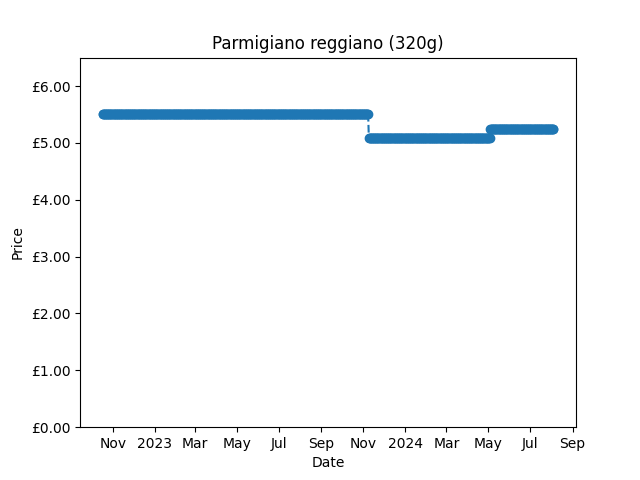 Parmigiano reggiano (320g)
£6.00
£5.00
£4.00
£3.00
£2.00
£1.00
£0.00
Price
Nov 2023 Mar May Jul Sep Nov 2024 Mar May Jul Sep
Date